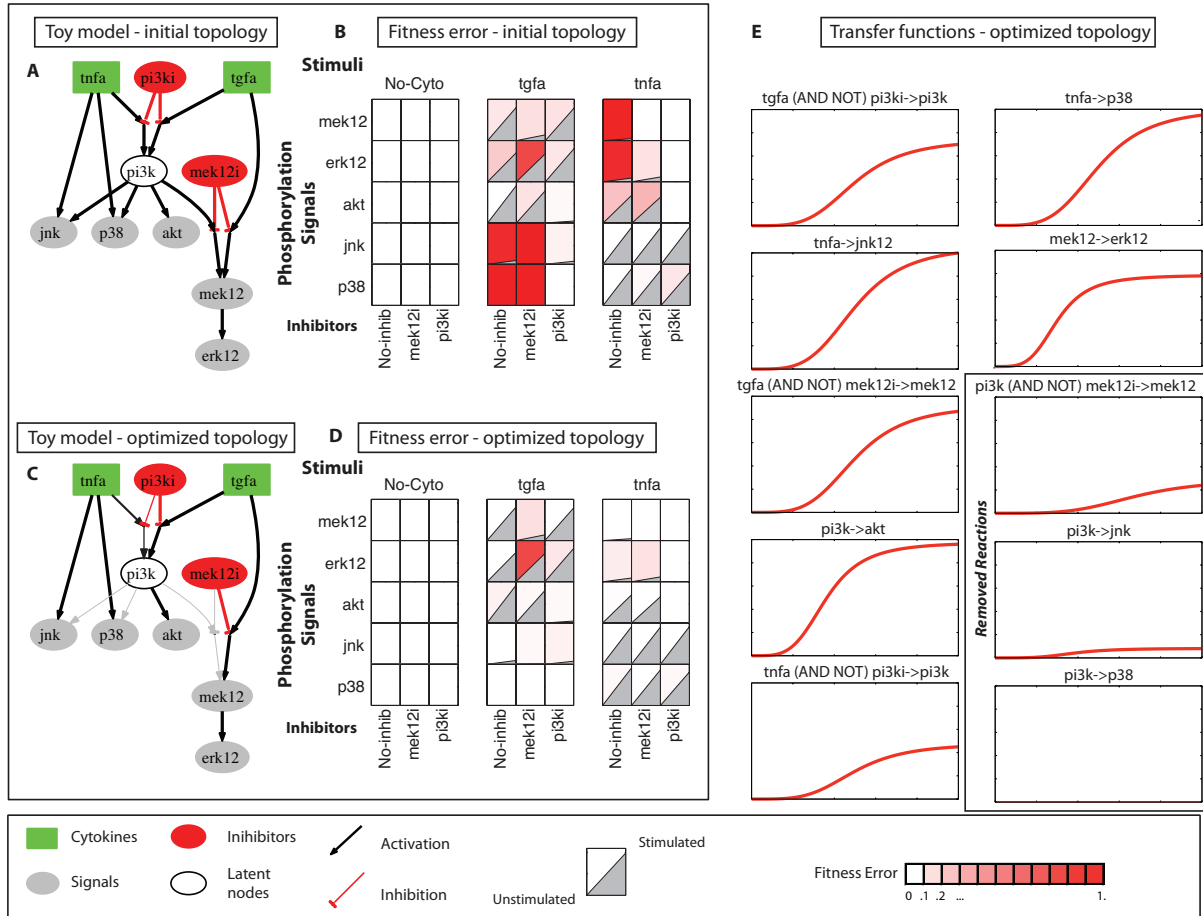 Toy model - initial topology
A
tnfa
pi3ki
tgfa
pi3k
mek12i
jnk
p38
akt
mek12
erk12
B
Fitness error - initial topology
Stimuli
No-Cyto
tgfa
tnfa
Phosphorylation
Signals
mek12
erk12
akt
jnk
p38
Inhibitors
No-inhib
mek12i
pi3ki
No-inhib
mek12i
pi3ki
No-inhib
mek12i
pi3ki
Toy model - optimized topology
C
tnfa
pi3ki
tgfa
pi3k
mek12i
jnk
p38
akt
mek12
erk12
D
Fitness error - optimized topology
Stimuli
No-Cyto
tgfa
tnfa
Phosphorylation
Signals
mek12
erk12
akt
jnk
p38
Inhibitors
No-inhib
mek12i
pi3ki
No-inhib
mek12i
pi3ki
No-inhib
mek12i
pi3ki
E
Transfer functions - optimized topology
tgfa (AND NOT) pi3ki->pi3k
tnfa->p38
tnfa->jnk12
mek12->erk12
tgfa (AND NOT) mek12i->mek12
pi3k (AND NOT) mek12i->mek12
pi3k->akt
pi3k->jnk
tnfa (AND NOT) pi3ki->pi3k
pi3k->p38
Removed Reactions
Cytokines
Inihibitors
Activation
Signals
Latent
nodes
Inhibition
Stimulated
Unstimulated
Fitness Error
0 .1 .2 ... 1.